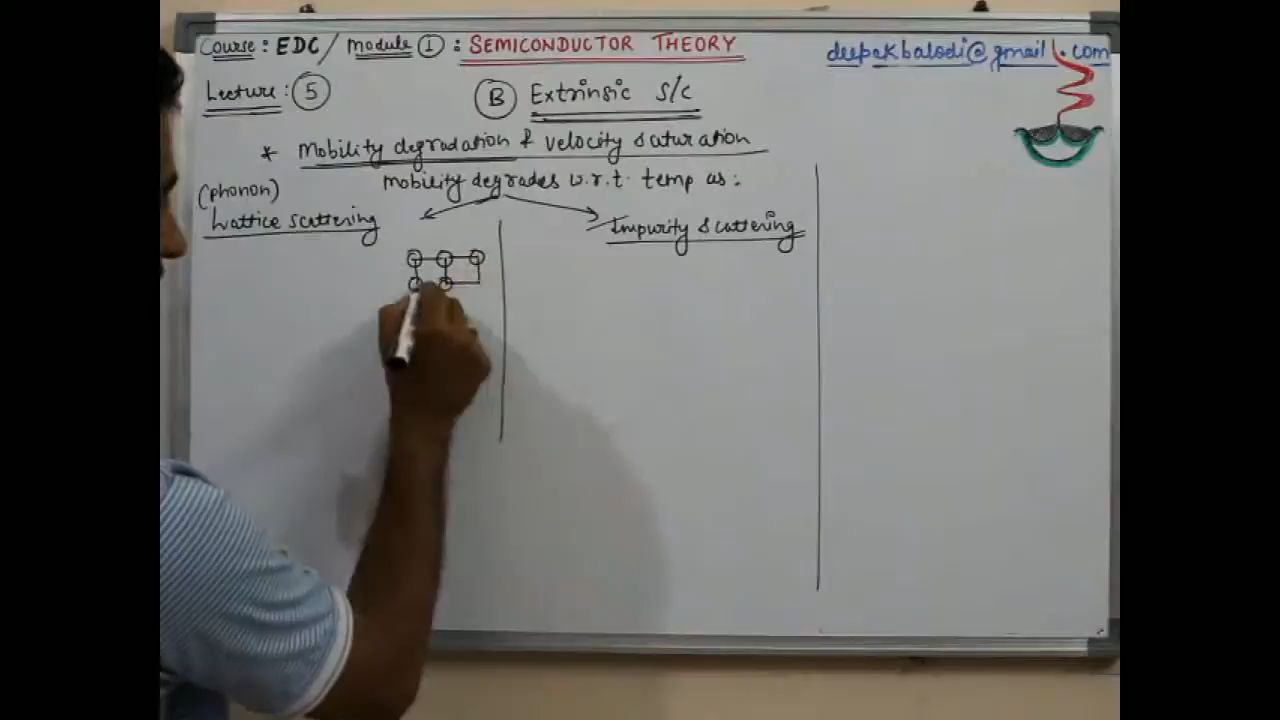 Course: EDC / Module ① : SEMICONDUCTOR THEORY
deepakbalodi@gmail.com
Lecture: ⑤
Ⓑ Extrinsic S/C
* Mobility degradation & velocity saturation
Mobility degrades w.r.t. temp as:
(phonon)
Lattice scattering
Impurity scattering